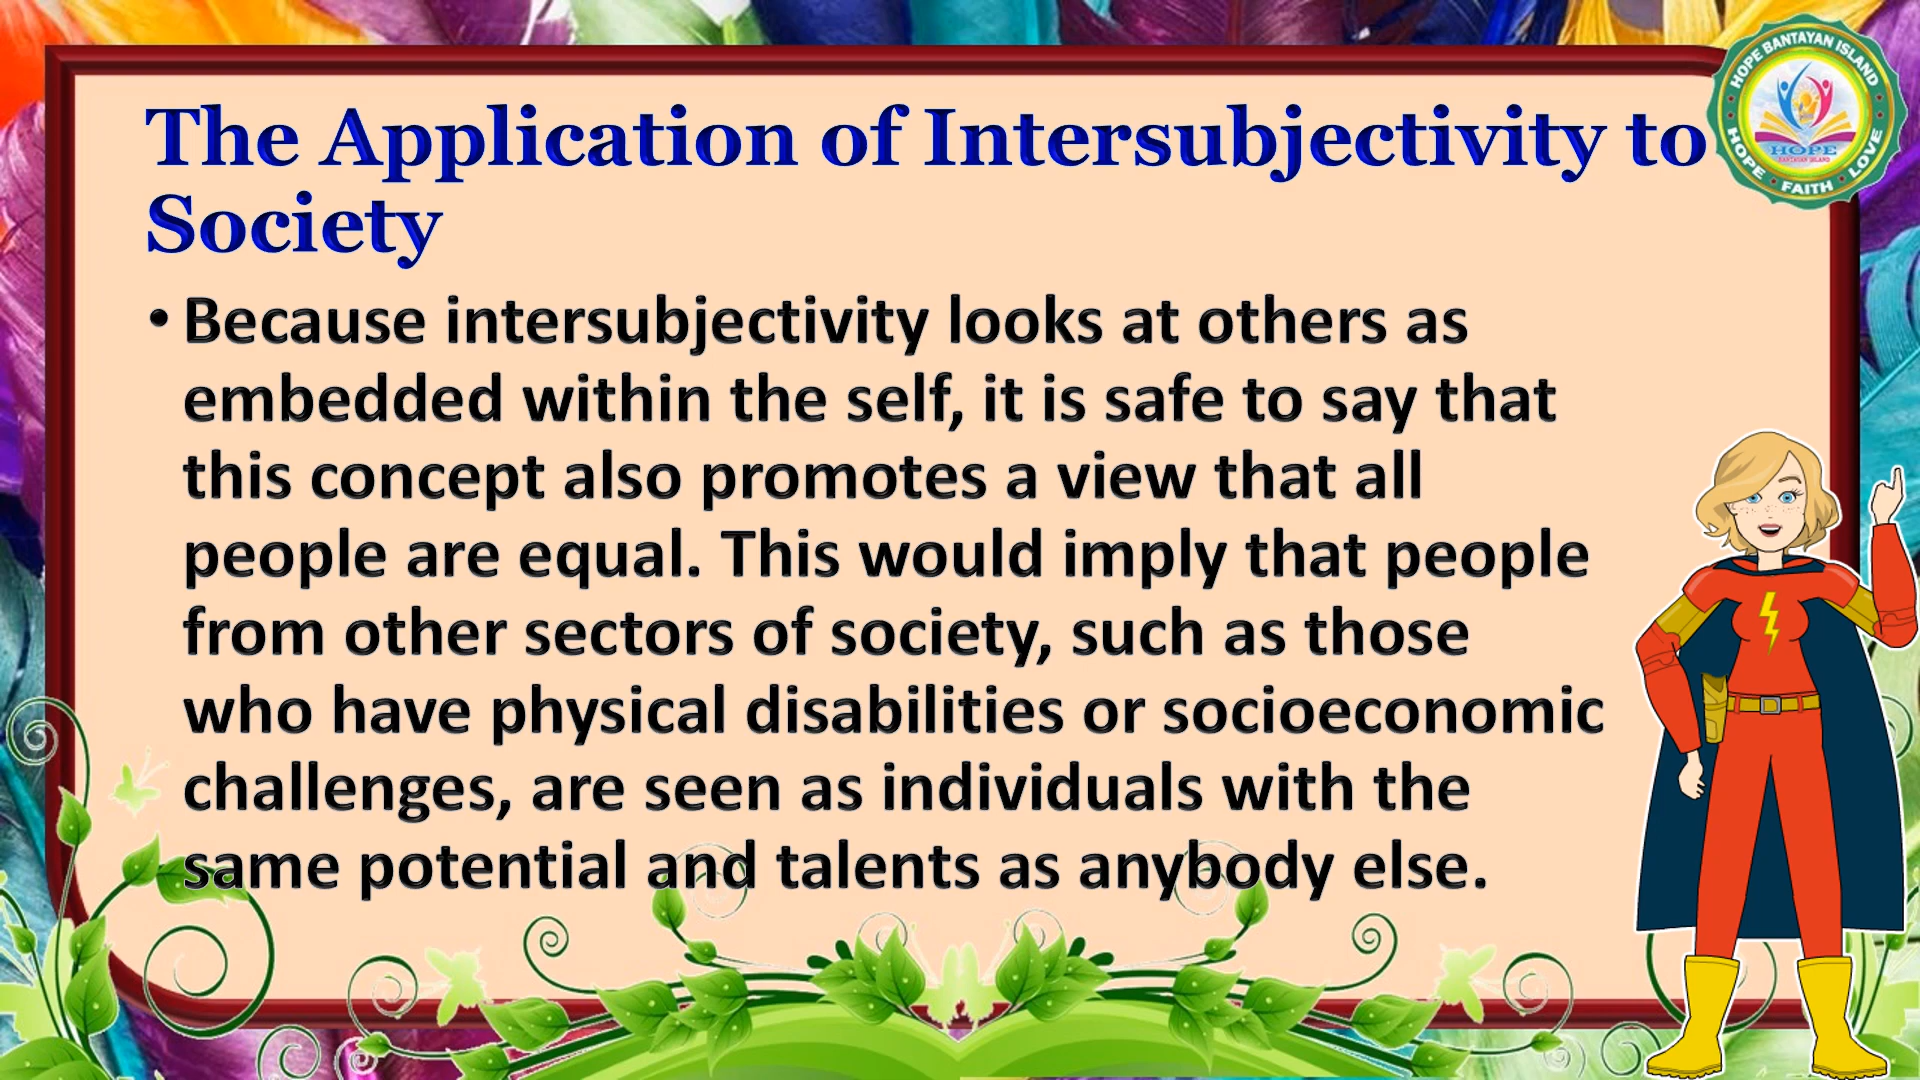 The Application of Intersubjectivity to
Society
• Because intersubjectivity looks at others as
embedded within the self, it is safe to say that
this concept also promotes a view that all
people are equal. This would imply that people
from other sectors of society, such as those
who have physical disabilities or socioeconomic
challenges, are seen as individuals with the
same potential and talents as anybody else.
HOPE BANTAYAN ISLAND
HOPE
BANTAYAN ISLAND
HOPE • FAITH • LOVE